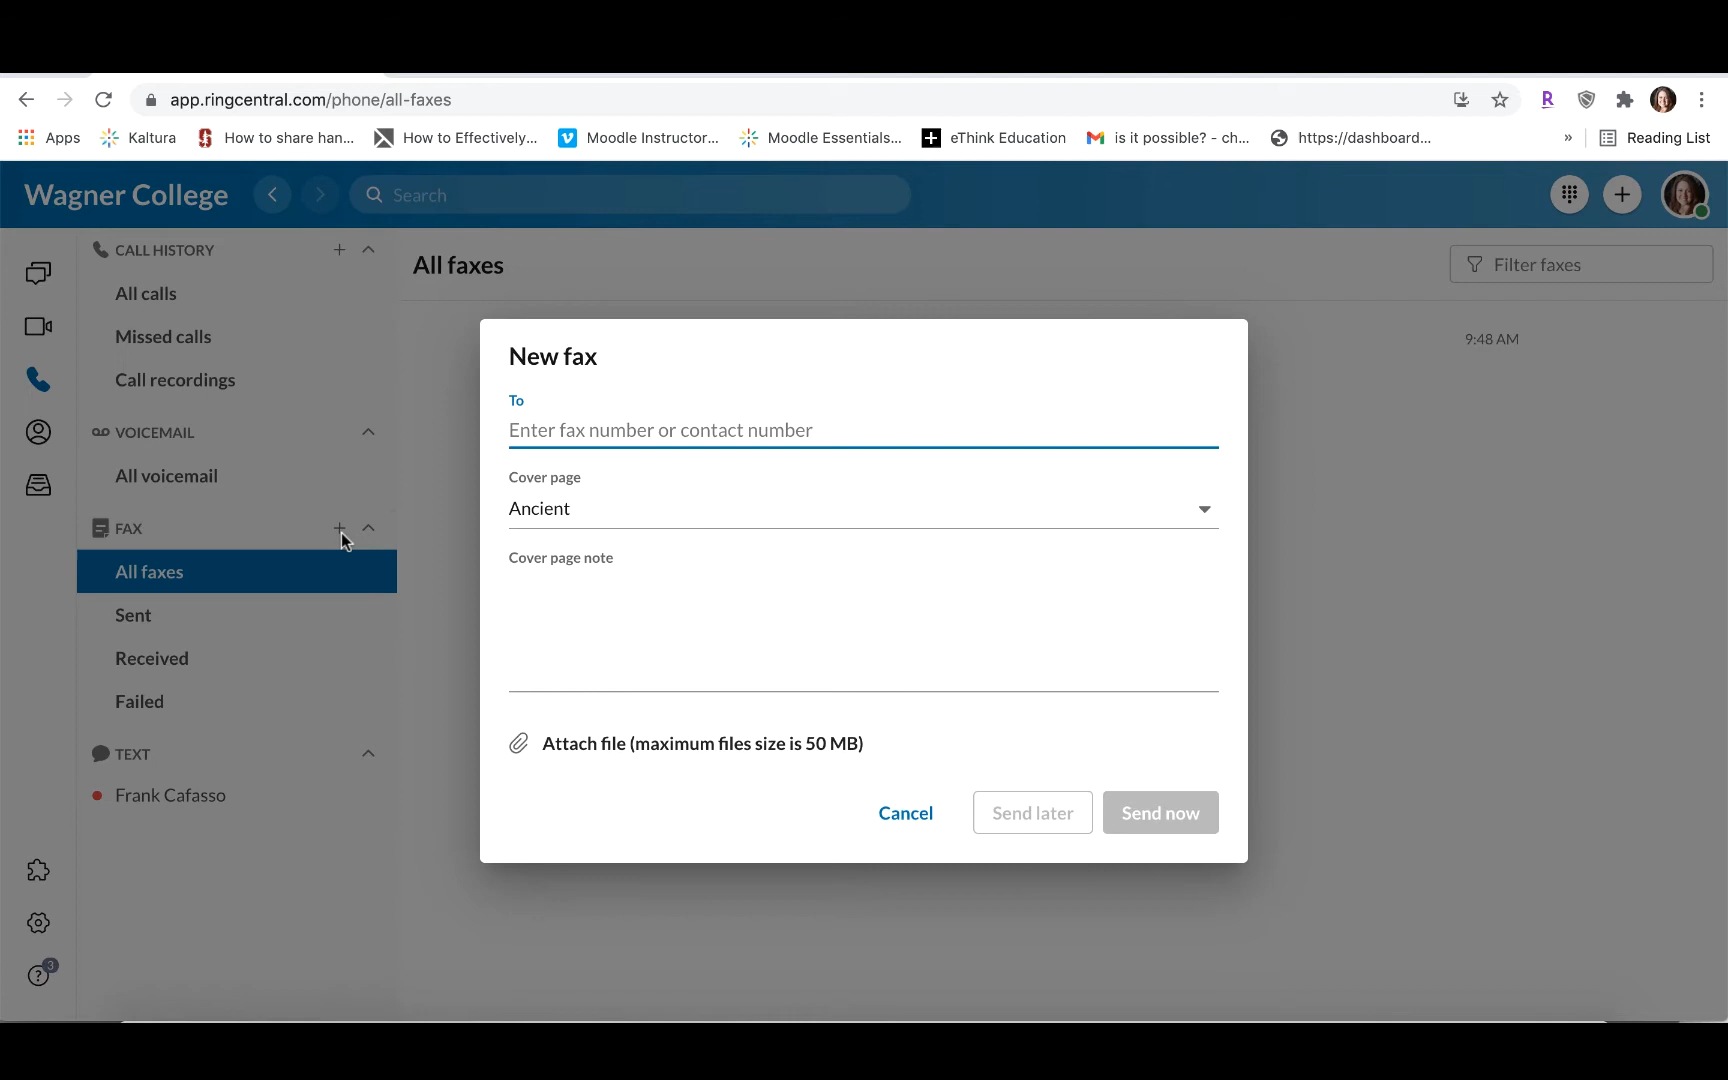 app.ringcentral.com/phone/all-faxes
R
Apps Kaltura How to share han... How to Effectively... Moodle Instructor... Moodle Essentials... eThink Education is it possible? - ch... https://dashboard... » Reading List
Wagner College Search
CALL HISTORY
All calls
Missed calls
Call recordings
VOICEMAIL
All voicemail
FAX
All faxes
Sent
Received
Failed
TEXT
Frank Cafasso
3
All faxes
Filter faxes
9:48 AM
New fax
To
Enter fax number or contact number
Cover page
Ancient
Cover page note
Attach file (maximum files size is 50 MB)
Cancel Send later Send now